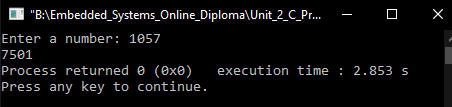 "B:\Embedded_Systems_Online_Diploma\Unit_2_C_Pr...
Enter a number: 1057
7501
Process returned 0 (0x0)   execution time : 2.853 s
Press any key to continue.